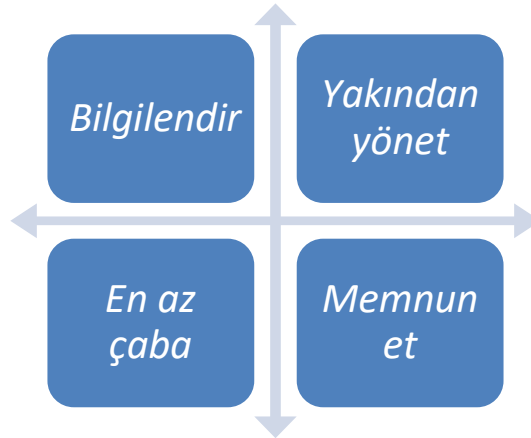 Bilgilendir
Yakından
yönet
En az
çaba
Memnun
et